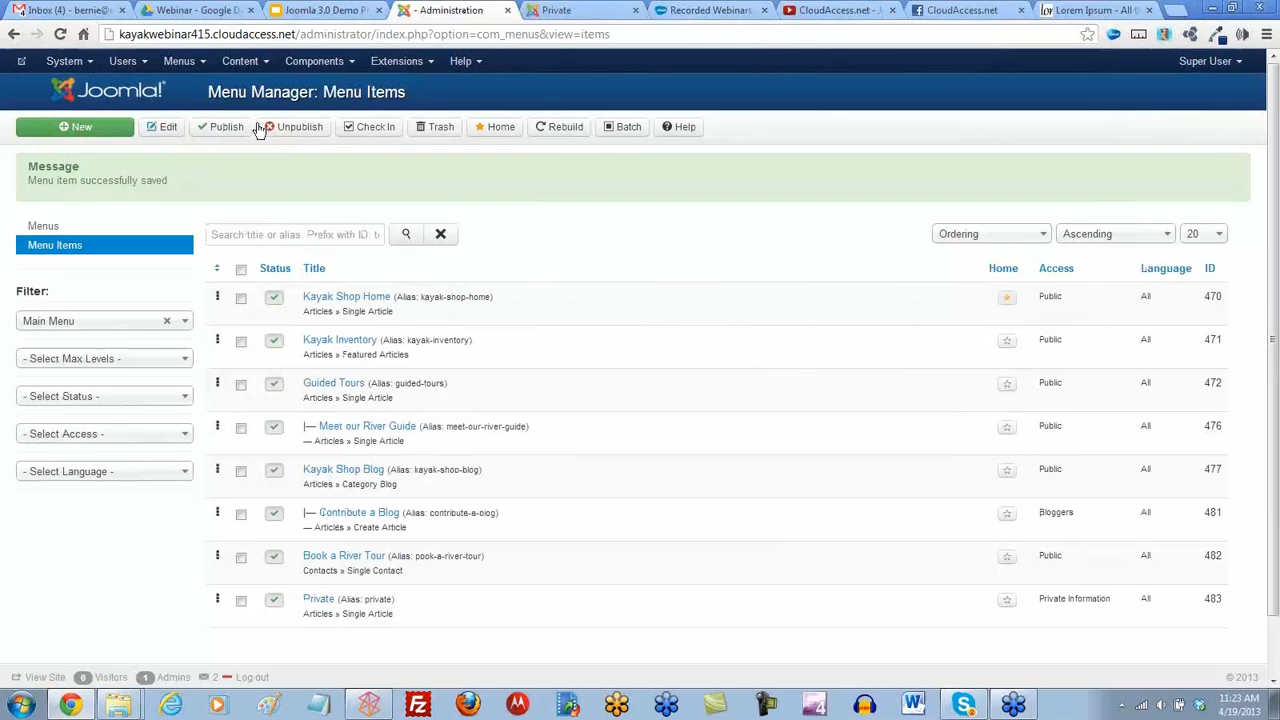 Inbox (4) - bernie@g
Webinar - Google D
Joomla 3.0 Demo P
- Administration
Private
Recorded Webinars
CloudAccess.net - J
CloudAccess.net
Lorem Ipsum - All t
kayakwebinar415.cloudaccess.net/administrator/index.php?option=com_menus&view=items
System Users Menus Content Components Extensions Help Super User
Joomla! Menu Manager: Menu Items
New Edit Publish Unpublish Check In Trash Home Rebuild Batch Help
Message
Menu item successfully saved
Menus
Menu Items
Search title or alias. Prefix with ID: t
Ordering Ascending 20
Status Title Home Access Language ID
Filter:
Main Menu
- Select Max Levels -
- Select Status -
- Select Access -
- Select Language -
Kayak Shop Home (Alias: kayak-shop-home) Public All 470
Articles » Single Article
Kayak Inventory (Alias: kayak-inventory) Public All 471
Articles » Featured Articles
Guided Tours (Alias: guided-tours) Public All 472
Articles » Single Article
|— Meet our River Guide (Alias: meet-our-river-guide) Public All 476
— Articles » Single Article
Kayak Shop Blog (Alias: kayak-shop-blog) Public All 477
Articles » Category Blog
|— Contribute a Blog (Alias: contribute-a-blog) Bloggers All 481
— Articles » Create Article
Book a River Tour (Alias: book-a-river-tour) Public All 482
Contacts » Single Contact
Private (Alias: private) Private Information All 483
Articles » Single Article
View Site 0 Visitors 1 Admins 2 Log out © 2013
11:23 AM
4/19/2013